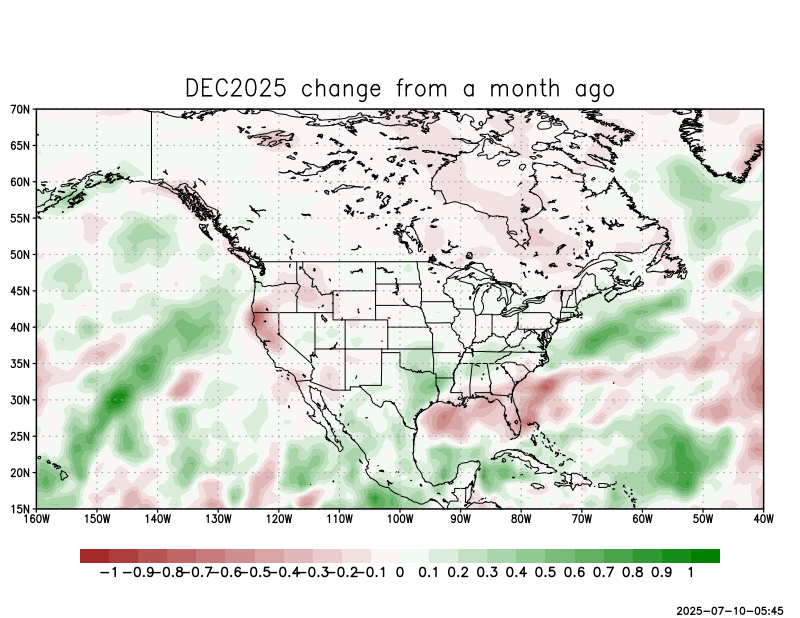 DEC2025 change from a month ago
70N
65N
60N
55N
50N
45N
40N
35N
30N
25N
20N
15N
160W 150W 140W 130W 120W 110W 100W 90W 80W 70W 60W 50W 40W
−1 −0.9 −0.8 −0.7 −0.6 −0.5 −0.4 −0.3 −0.2 −0.1 0 0.1 0.2 0.3 0.4 0.5 0.6 0.7 0.8 0.9 1
2025-07-10-05:45